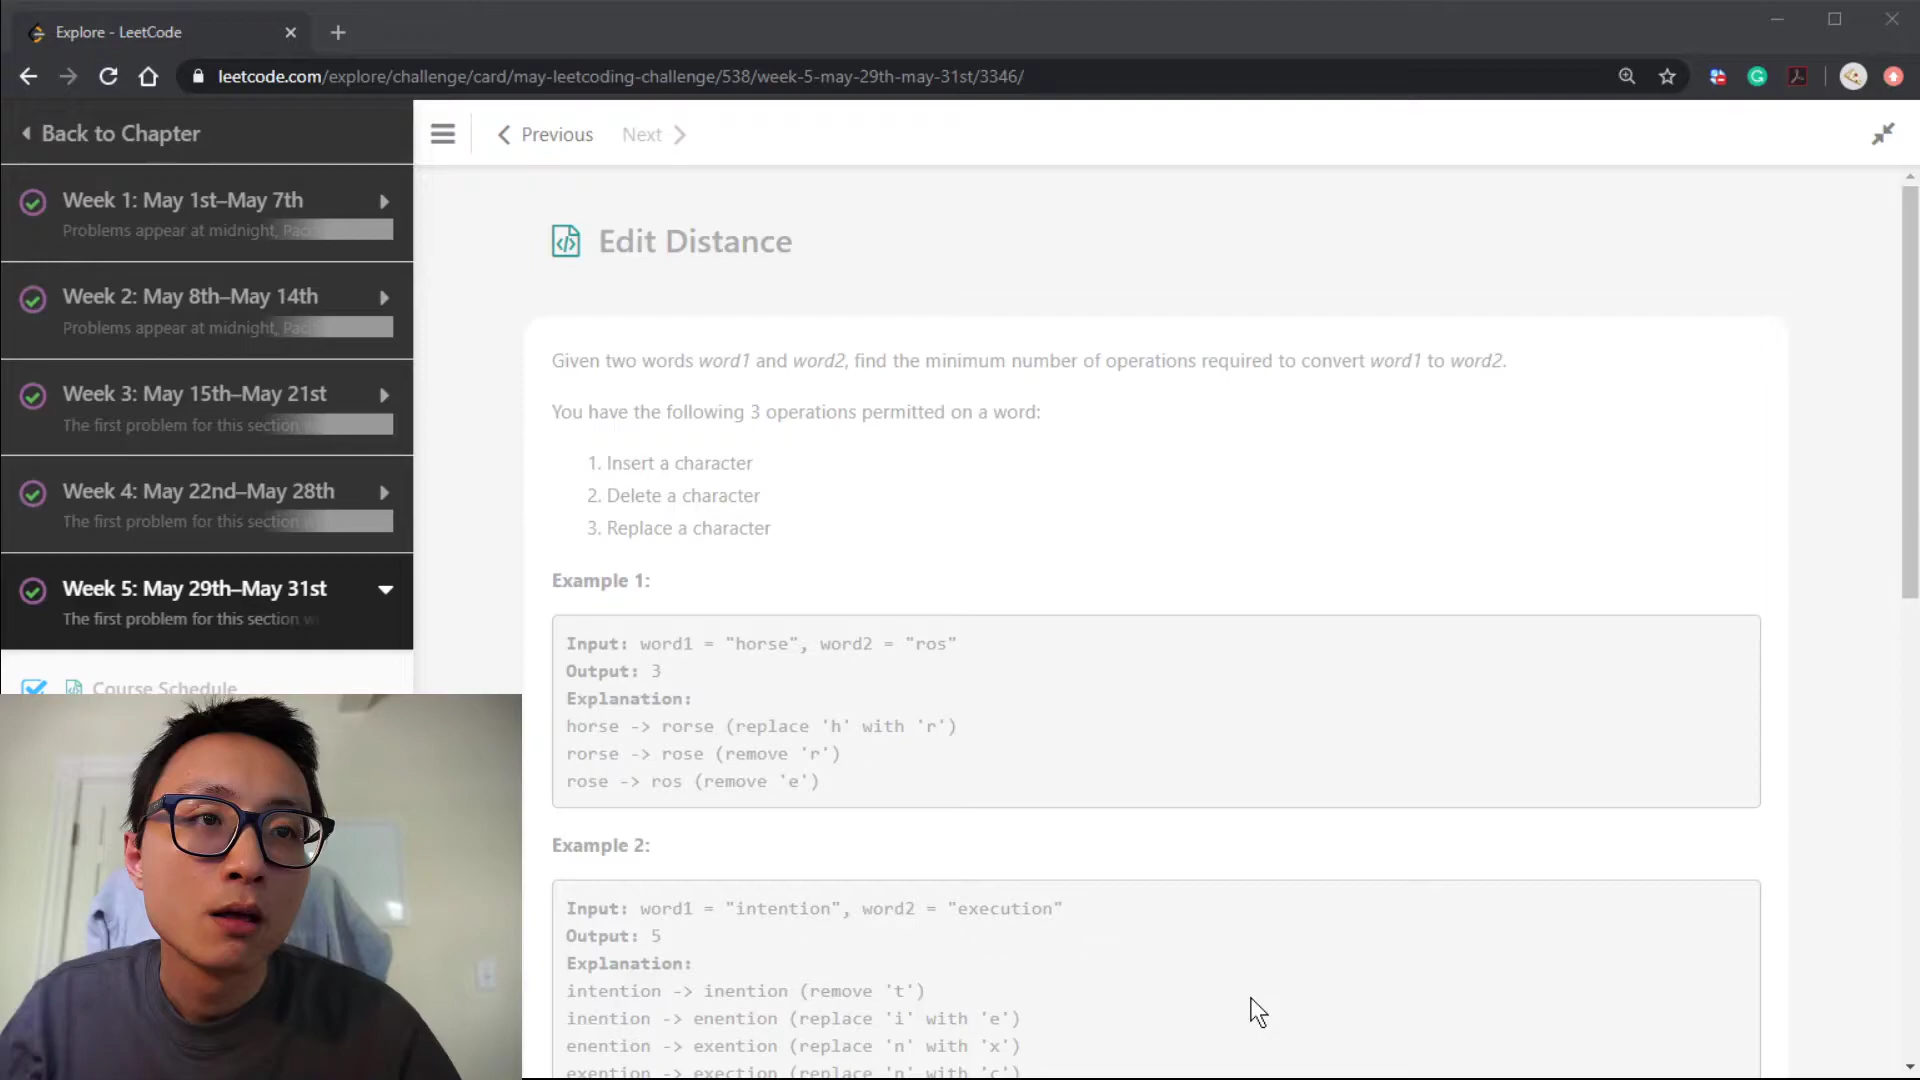 Explore - LeetCode
leetcode.com/explore/challenge/card/may-leetcoding-challenge/538/week-5-may-29th-may-31st/3346/
Back to Chapter
Previous
Next
Week 1: May 1st–May 7th
Problems appear at midnight,
Week 2: May 8th–May 14th
Problems appear at midnight,
Week 3: May 15th–May 21st
The first problem for this section
Week 4: May 22nd–May 28th
The first problem for this section
Week 5: May 29th–May 31st
The first problem for this section
Course Schedule
Edit Distance
Given two words word1 and word2, find the minimum number of operations required to convert word1 to word2.
You have the following 3 operations permitted on a word:
1. Insert a character
2. Delete a character
3. Replace a character
Example 1:
Input: word1 = "horse", word2 = "ros"
Output: 3
Explanation:
horse -> rorse (replace 'h' with 'r')
rorse -> rose (remove 'r')
rose -> ros (remove 'e')
Example 2:
Input: word1 = "intention", word2 = "execution"
Output: 5
Explanation:
intention -> inention (remove 't')
inention -> enention (replace 'i' with 'e')
enention -> exention (replace 'n' with 'x')
exention -> exection (replace 'n' with 'c')